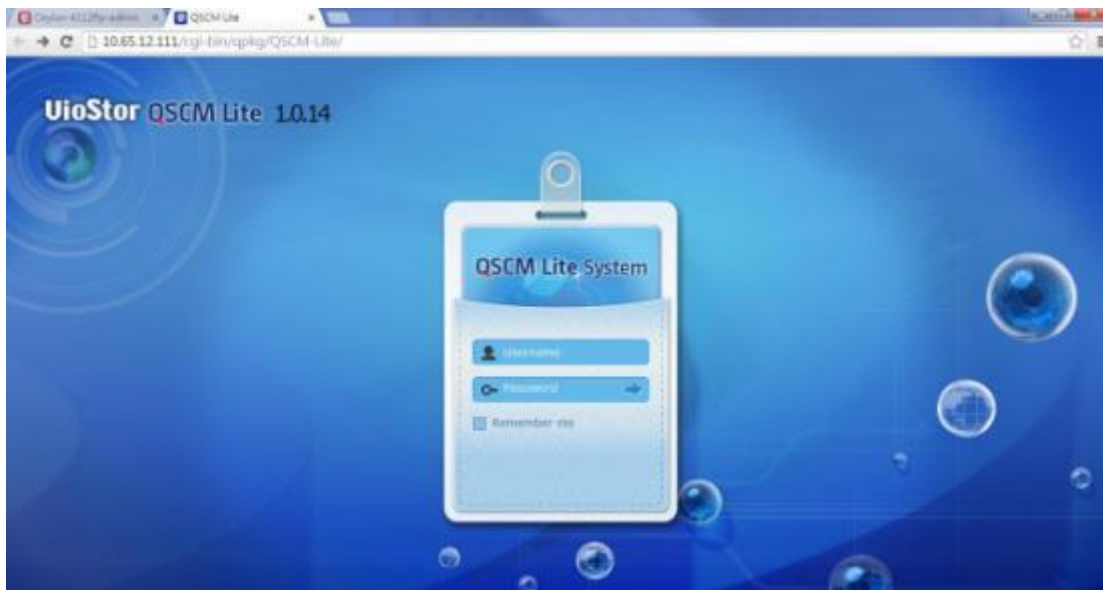 QSCM Lite
10.65.12.111/cgi-bin/qpkg/QSCM-Lite/
VioStor QSCM Lite 1.0.14
QSCM Lite System
Username
Password
Remember me